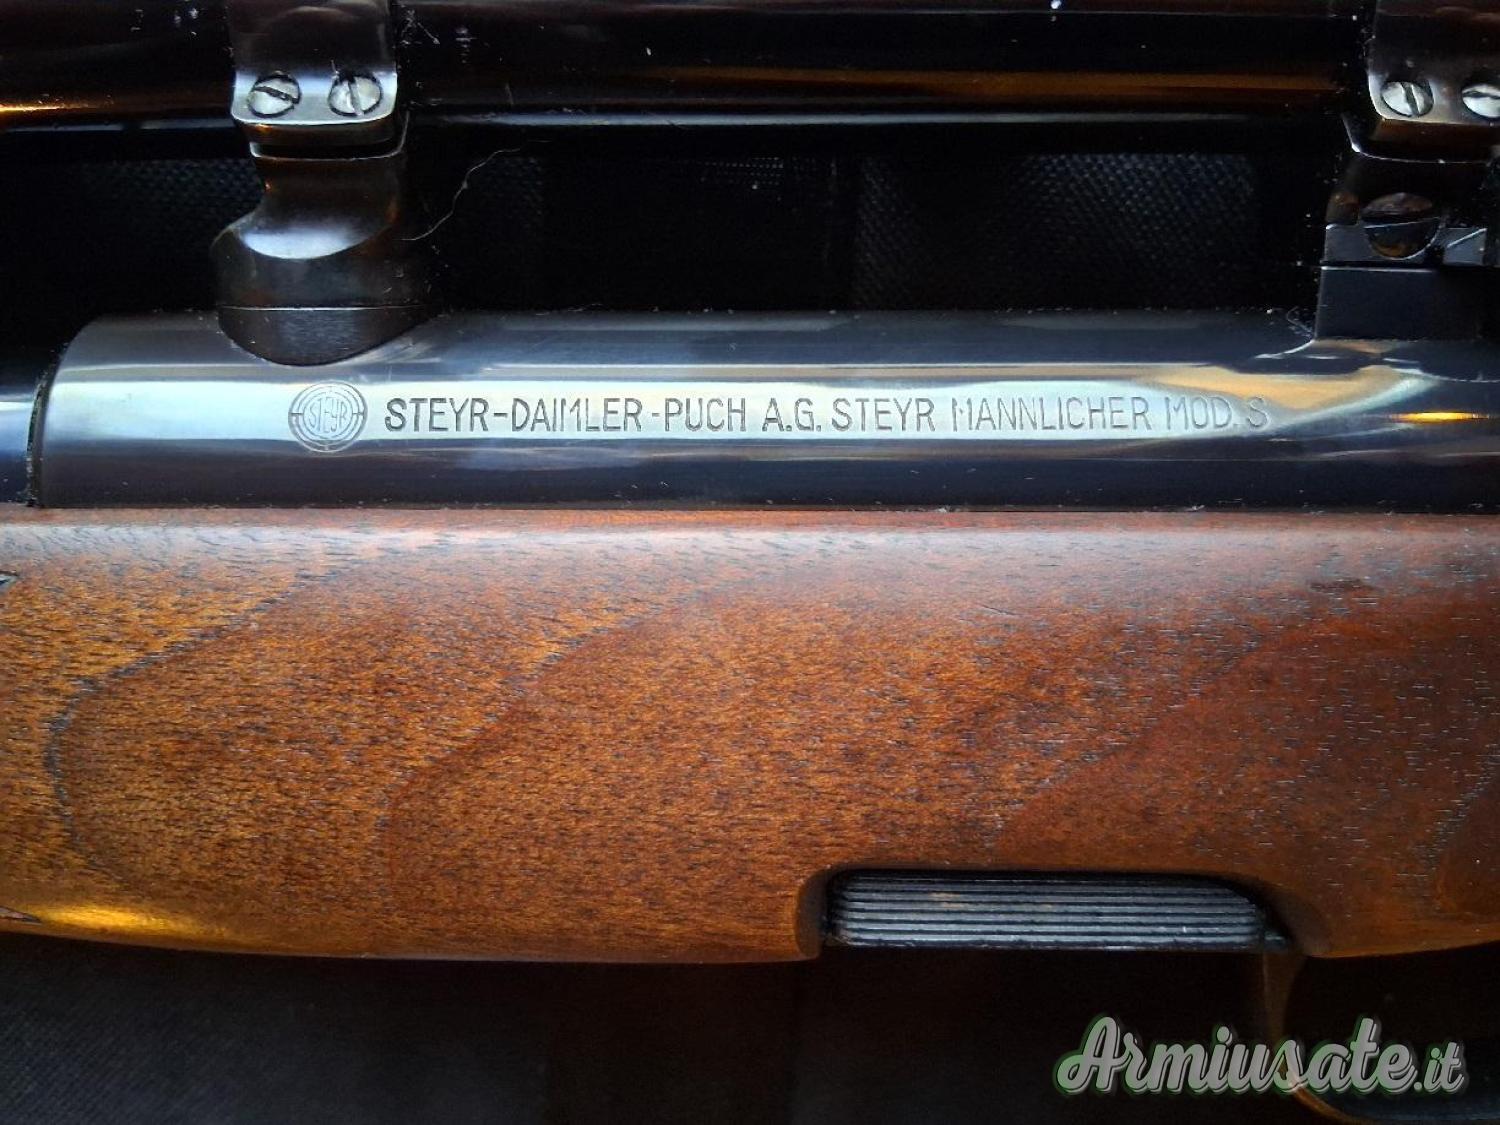 STEYR STEYR-DAIMLER-PUCH A.G. STEYR MANNLICHER MOD. S
Armiusate.it